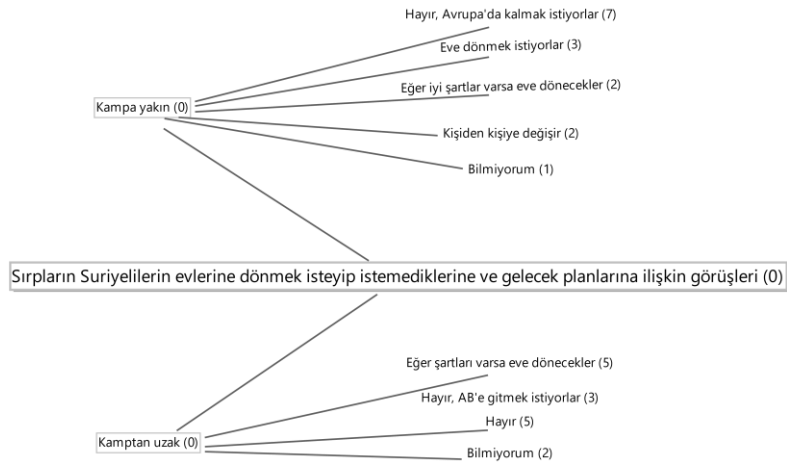 Hayır, Avrupa'da kalmak istiyorlar (7)
Eve dönmek istiyorlar (3)
Eğer iyi şartlar varsa eve dönecekler (2)
Kampa yakın (0)
Kişiden kişiye değişir (2)
Bilmiyorum (1)
Sırpların Suriyelilerin evlerine dönmek isteyip istemediklerine ve gelecek planlarına ilişkin görüşleri (0)
Eğer şartları varsa eve dönecekler (5)
Hayır, AB'e gitmek istiyorlar (3)
Hayır (5)
Kamptan uzak (0)
Bilmiyorum (2)